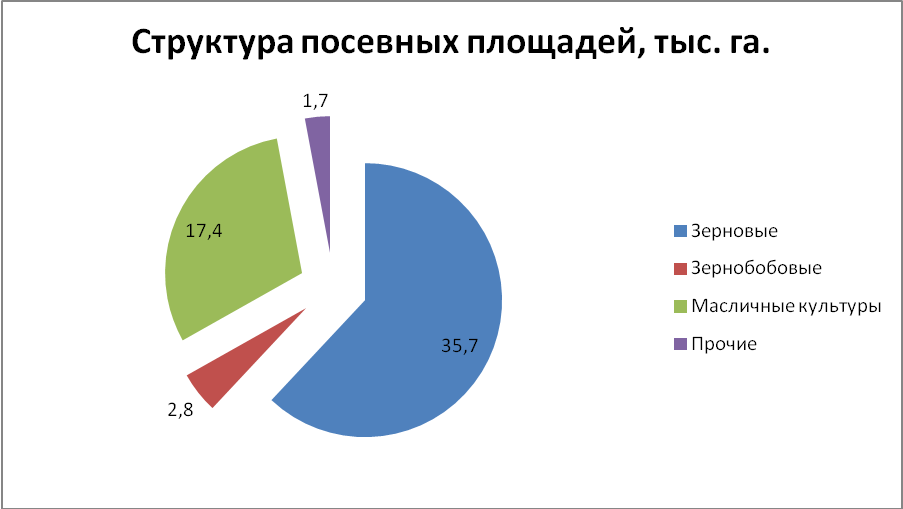 Структура посевных площадей, тыс. га.
1,7
17,4
35,7
2,8
Зерновые
Зернобобовые
Масличные культуры
Прочие